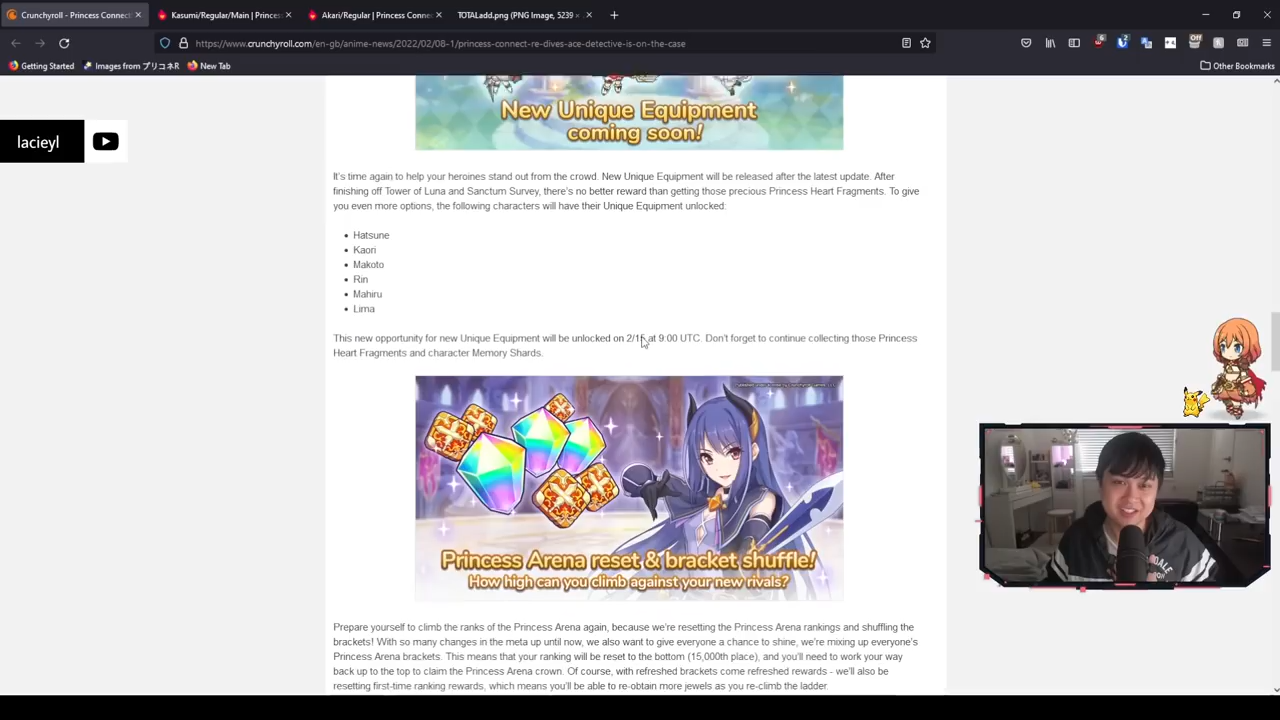 Crunchyroll - Princess Connect
Kasumi/Regular/Main | Princess
Akari/Regular | Princess Connec
TOTALadd.png (PNG Image, 5239 ×
https://www.crunchyroll.com/en-gb/anime-news/2022/02/08-1/princess-connect-re-dives-ace-detective-is-on-the-case
Off
Getting Started
Images from プリコネR
New Tab
Other Bookmarks
lacieyl
New Unique Equipment
coming soon!
It's time again to help your heroines stand out from the crowd. New Unique Equipment will be released after the latest update. After
finishing off Tower of Luna and Sanctum Survey, there's no better reward than getting those precious Princess Heart Fragments. To give
you even more options, the following characters will have their Unique Equipment unlocked:
Hatsune
Kaori
Makoto
Rin
Mahiru
Lima
This new opportunity for new Unique Equipment will be unlocked on 2/15 at 9:00 UTC. Don't forget to continue collecting those Princess
Heart Fragments and character Memory Shards.
Princess Arena reset & bracket shuffle!
How high can you climb against your new rivals?
Prepare yourself to climb the ranks of the Princess Arena again, because we're resetting the Princess Arena rankings and shuffling the
brackets! With so many changes in the meta up until now, we also want to give everyone a chance to shine, we're mixing up everyone's
Princess Arena brackets. This means that your ranking will be reset to the bottom (15,000th place), and you'll need to work your way
back up to the top to claim the Princess Arena crown. Of course, with refreshed brackets come refreshed rewards - we'll also be
resetting first-time ranking rewards, which means you'll be able to re-obtain more jewels as you re-climb the ladder.